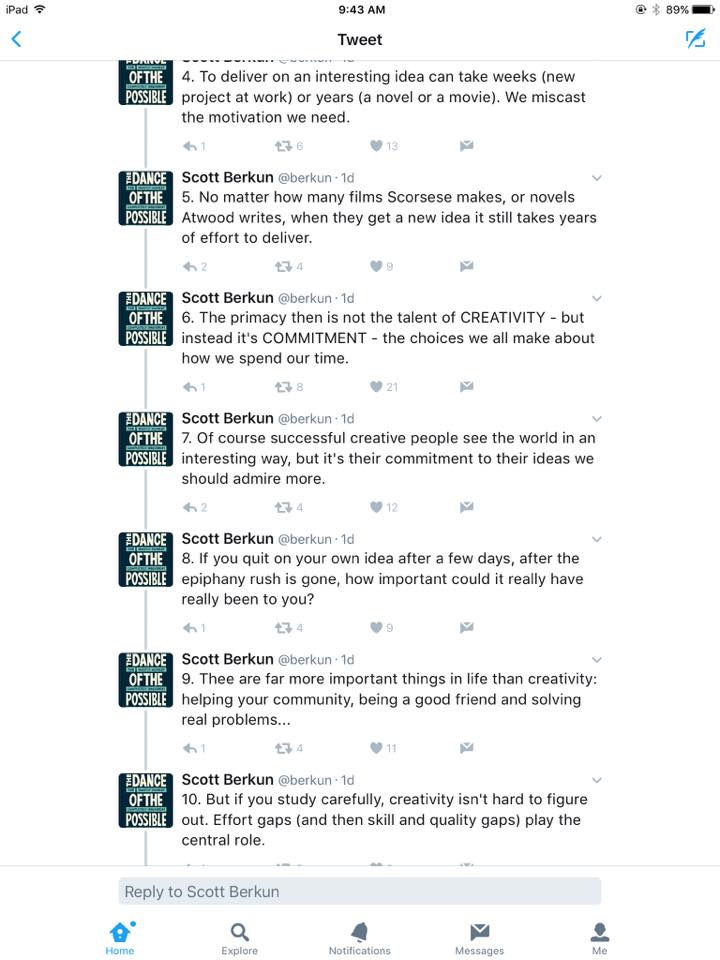 iPad 9:43 AM 89%
Tweet
Scott Berkun @berkun · 1d
THE DANCE OF THE POSSIBLE
4. To deliver on an interesting idea can take weeks (new
project at work) or years (a novel or a movie). We miscast
the motivation we need.
1 6 13
THE DANCE OF THE POSSIBLE
Scott Berkun @berkun · 1d
5. No matter how many films Scorsese makes, or novels
Atwood writes, when they get a new idea it still takes years
of effort to deliver.
2 4 9
THE DANCE OF THE POSSIBLE
Scott Berkun @berkun · 1d
6. The primacy then is not the talent of CREATIVITY - but
instead it's COMMITMENT - the choices we all make about
how we spend our time.
1 8 21
THE DANCE OF THE POSSIBLE
Scott Berkun @berkun · 1d
7. Of course successful creative people see the world in an
interesting way, but it's their commitment to their ideas we
should admire more.
2 4 12
THE DANCE OF THE POSSIBLE
Scott Berkun @berkun · 1d
8. If you quit on your own idea after a few days, after the
epiphany rush is gone, how important could it really have
really been to you?
1 4 9
THE DANCE OF THE POSSIBLE
Scott Berkun @berkun · 1d
9. Thee are far more important things in life than creativity:
helping your community, being a good friend and solving
real problems...
1 4 11
THE DANCE OF THE POSSIBLE
Scott Berkun @berkun · 1d
10. But if you study carefully, creativity isn't hard to figure
out. Effort gaps (and then skill and quality gaps) play the
central role.
Reply to Scott Berkun
Home Explore Notifications Messages Me